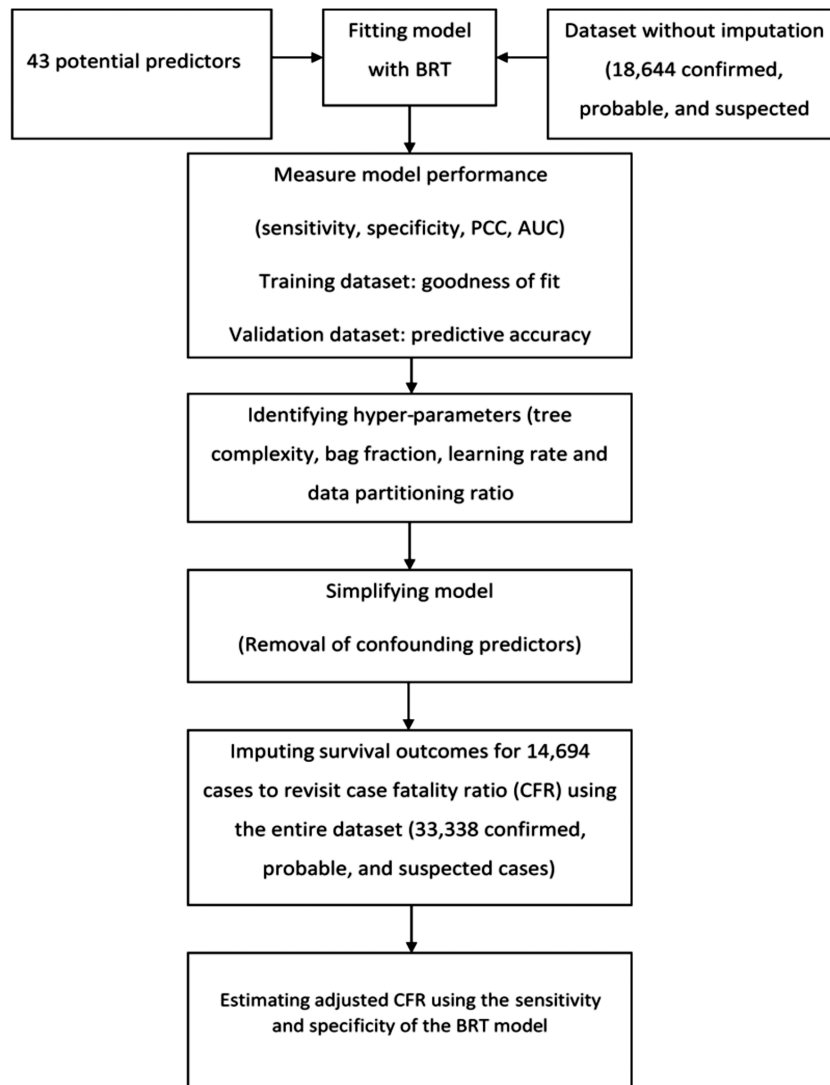 43 potential predictors
Fitting model
with BRT
Dataset without imputation
(18,644 confirmed,
probable, and suspected
Measure model performance
(sensitivity, specificity, PCC, AUC)
Training dataset: goodness of fit
Validation dataset: predictive accuracy
Identifying hyper-parameters (tree
complexity, bag fraction, learning rate and
data partitioning ratio
Simplifying model
(Removal of confounding predictors)
Imputing survival outcomes for 14,694
cases to revisit case fatality ratio (CFR) using
the entire dataset (33,338 confirmed,
probable, and suspected cases)
Estimating adjusted CFR using the sensitivity
and specificity of the BRT model